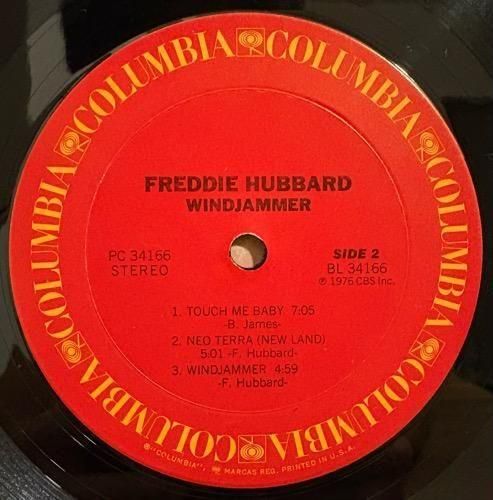 COLUMBIA COLUMBIA COLUMBIA COLUMBIA COLUMBIA COLUMBIA
FREDDIE HUBBARD
WINDJAMMER
PC 34166
STEREO
SIDE 2
BL 34166
℗ 1976 CBS Inc.
1. TOUCH ME BABY 7:05
-B. James-
2. NEO TERRA (NEW LAND)
5:01 -F. Hubbard-
3. WINDJAMMER 4:59
-F. Hubbard-
"COLUMBIA"; MARCAS REG. PRINTED IN U.S.A.